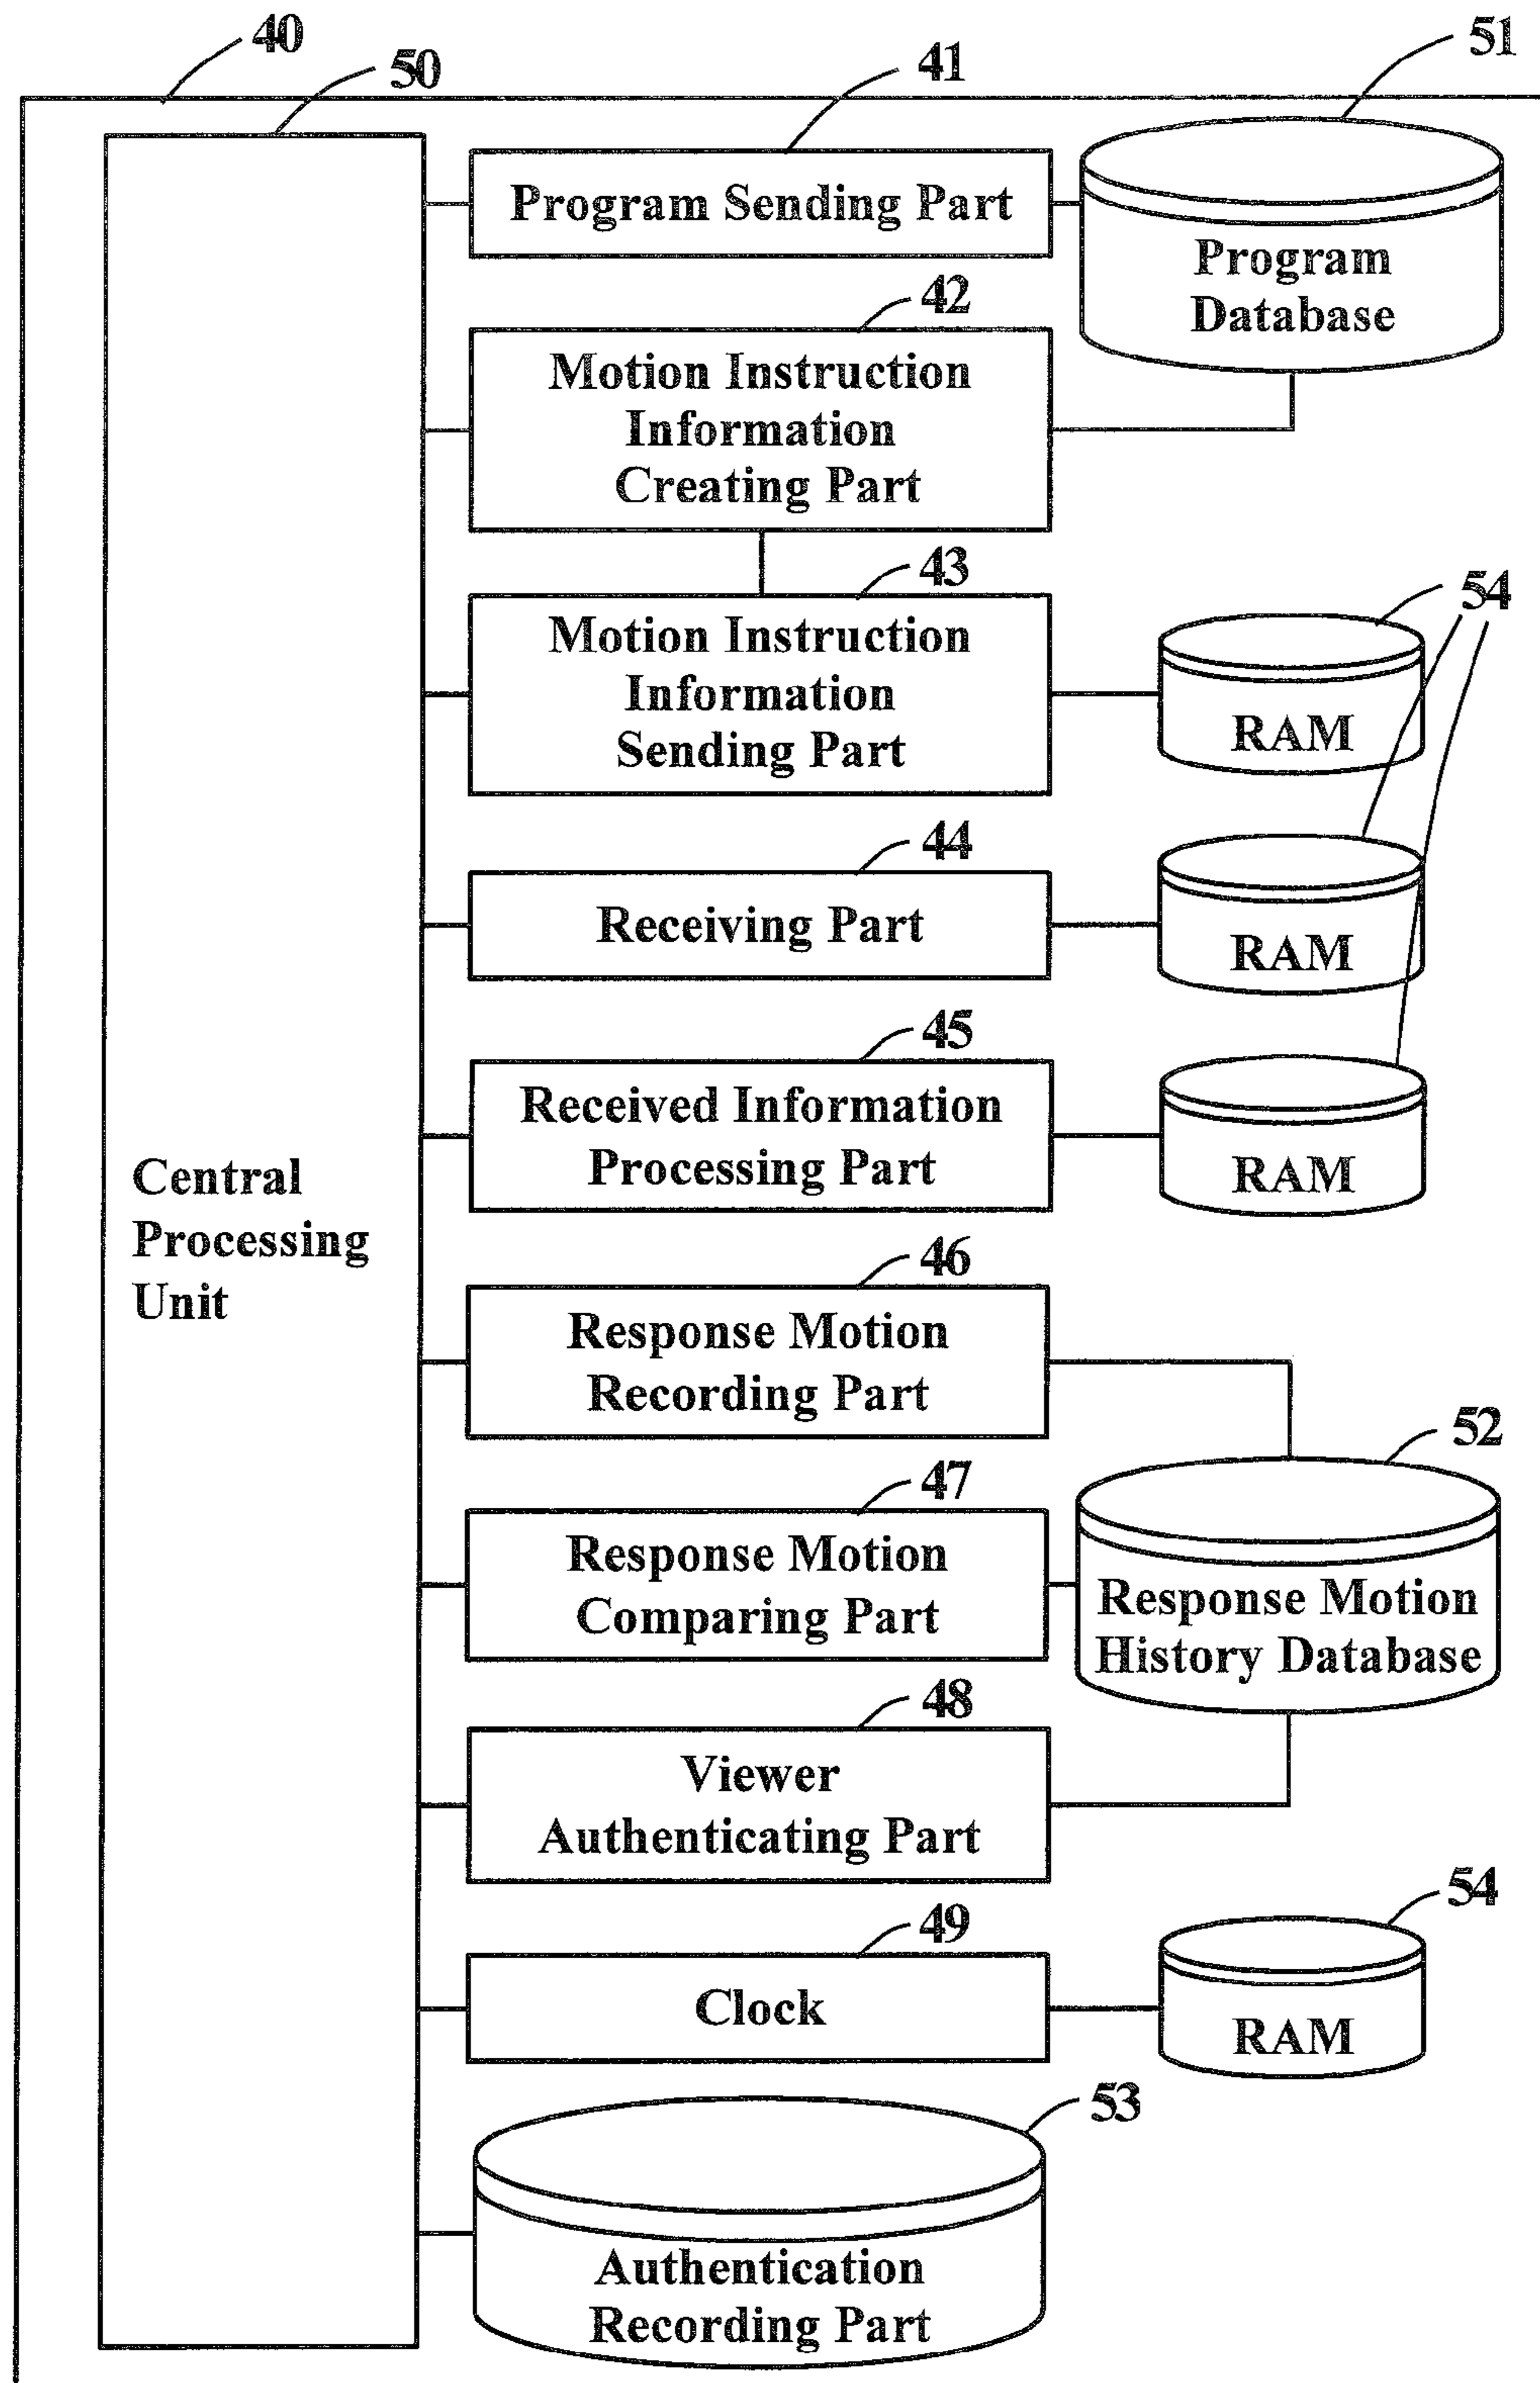 40
50
41
51
Program Sending Part
Program
Database
42
Motion Instruction
Information
Creating Part
43
Motion Instruction
Information
Sending Part
54
RAM
44
Receiving Part
RAM
45
Received Information
Processing Part
RAM
Central
Processing
Unit
46
Response Motion
Recording Part
52
47
Response Motion
Comparing Part
Response Motion
History Database
48
Viewer
Authenticating Part
49
Clock
54
RAM
53
Authentication
Recording Part